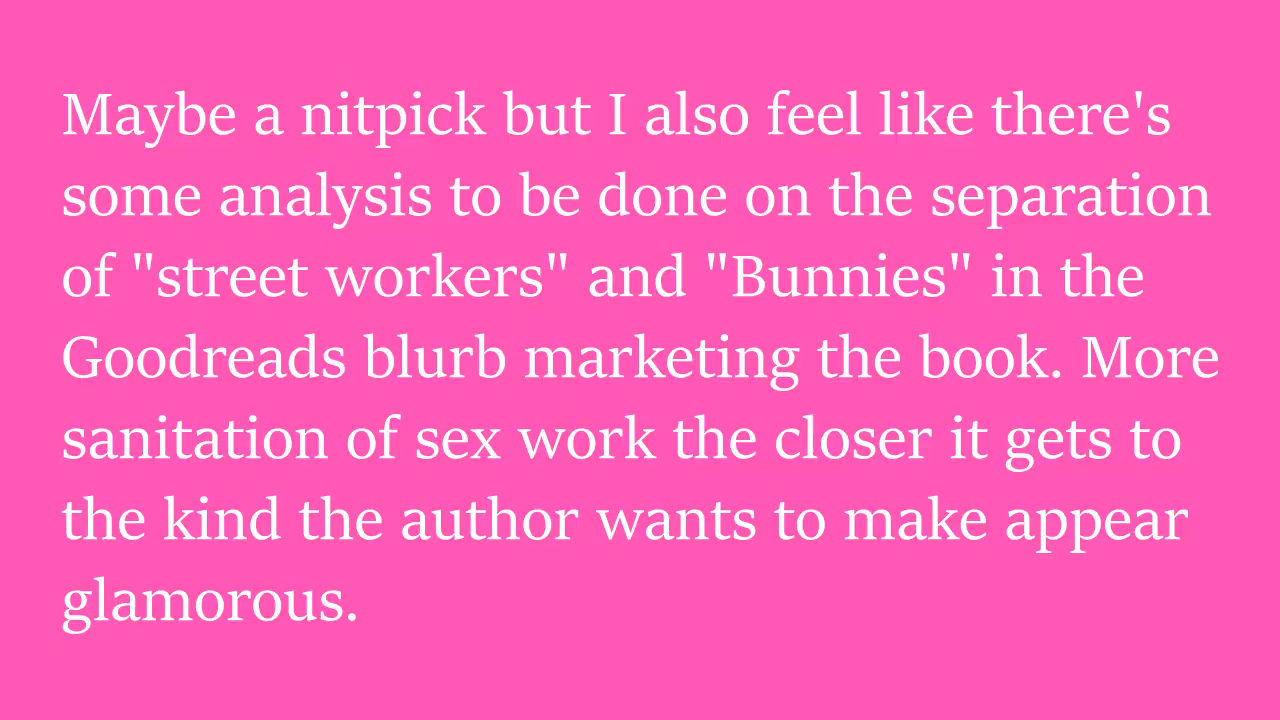 Maybe a nitpick but I also feel like there's
some analysis to be done on the separation
of "street workers" and "Bunnies" in the
Goodreads blurb marketing the book. More
sanitation of sex work the closer it gets to
the kind the author wants to make appear
glamorous.